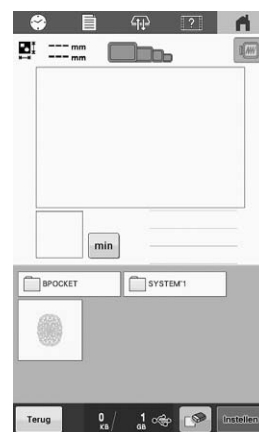 ?
--- mm
--- mm
min
BPOCKET
SYSTEM~1
Terug
0 KB / 1 GB
Instellen